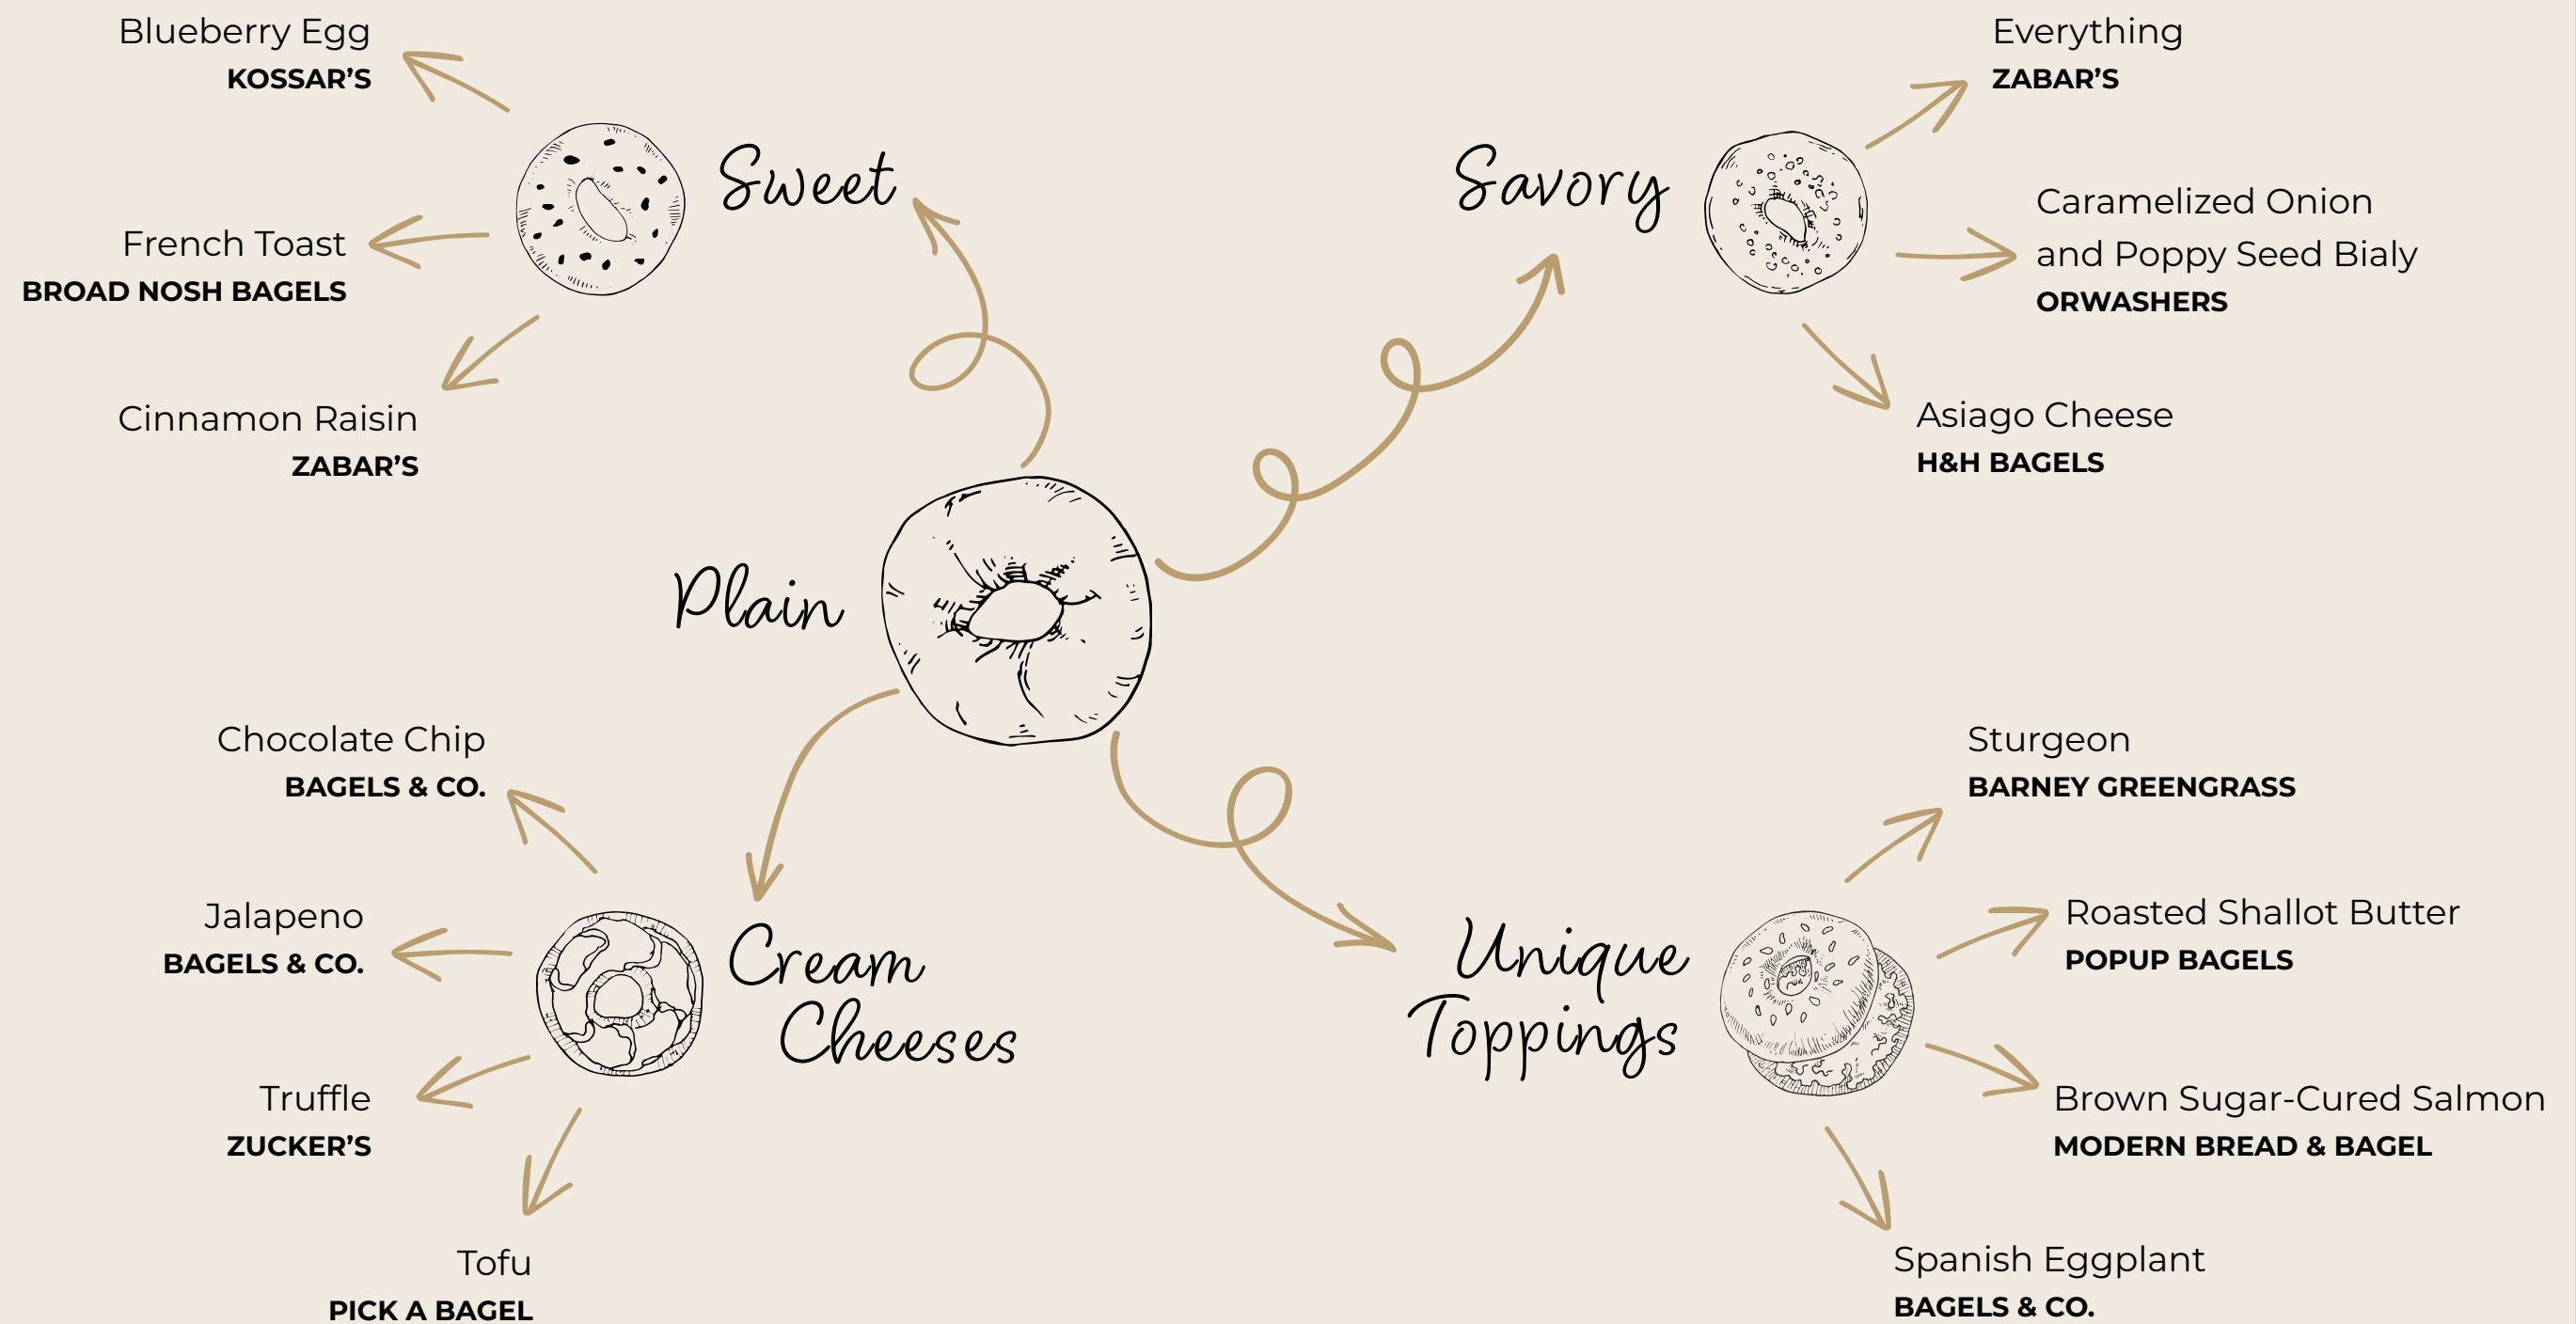 Blueberry Egg
KOSSAR’S
French Toast
BROAD NOSH BAGELS
Cinnamon Raisin
ZABAR’S
Sweet
Savory
Everything
ZABAR’S
Caramelized Onion
and Poppy Seed Bialy
ORWASHERS
Asiago Cheese
H&H BAGELS
Plain
Chocolate Chip
BAGELS & CO.
Jalapeno
BAGELS & CO.
Truffle
ZUCKER’S
Tofu
PICK A BAGEL
Cream
Cheeses
Unique
Toppings
Sturgeon
BARNEY GREENGRASS
Roasted Shallot Butter
POPUP BAGELS
Brown Sugar-Cured Salmon
MODERN BREAD & BAGEL
Spanish Eggplant
BAGELS & CO.